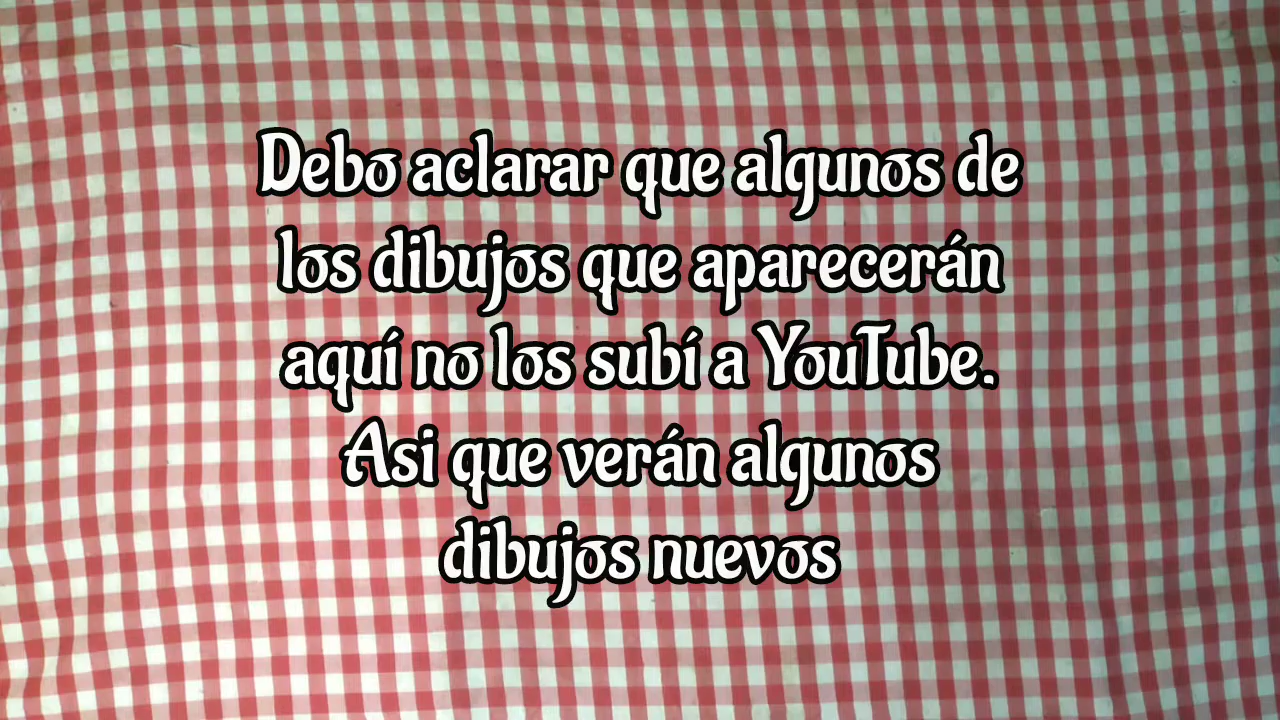 Debo aclarar que algunos de
los dibujos que aparecerán
aquí no los subí a YouTube.
Asi que verán algunos
dibujos nuevos